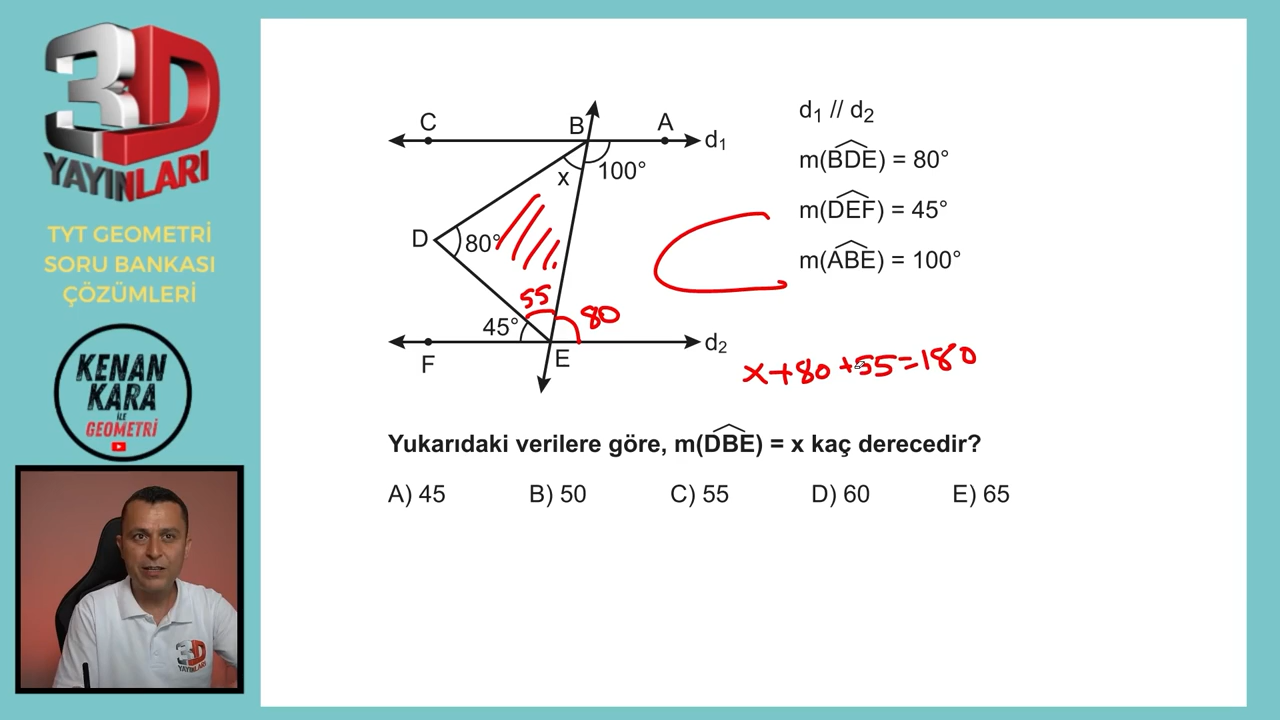 3D
YAYINLARI
TYT GEOMETRİ
SORU BANKASI
ÇÖZÜMLERİ
KENAN
KARA
İLE
GEOMETRİ
3D
YAYINLARI
C B A d1
x 100°
D 80°
55 80
45°
F E d2
d1 // d2
m(BDE) = 80°
m(DEF) = 45°
m(ABE) = 100°
x+80+55=180
Yukarıdaki verilere göre, m(DBE) = x kaç derecedir?
A) 45 B) 50 C) 55 D) 60 E) 65